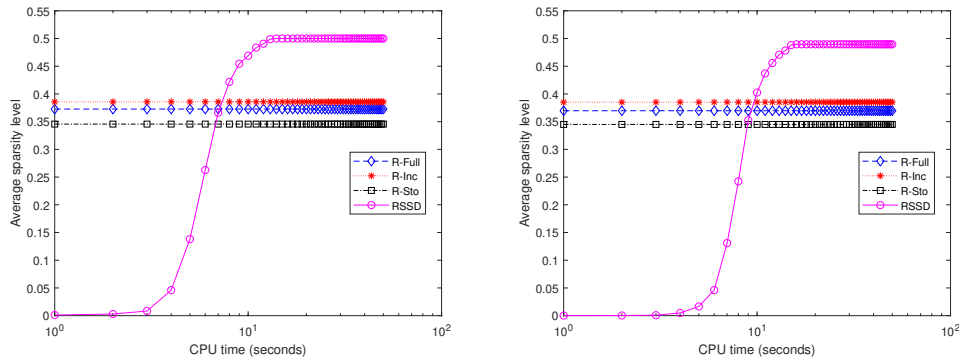 Average sparsity level
0.55
0.5
0.45
0.4
0.35
0.3
0.25
0.2
0.15
0.1
0.05
0
R-Full
R-Inc
R-Sto
RSSD
10^0
10^1
10^2
CPU time (seconds)
Average sparsity level
0.55
0.5
0.45
0.4
0.35
0.3
0.25
0.2
0.15
0.1
0.05
0
R-Full
R-Inc
R-Sto
RSSD
10^0
10^1
10^2
CPU time (seconds)